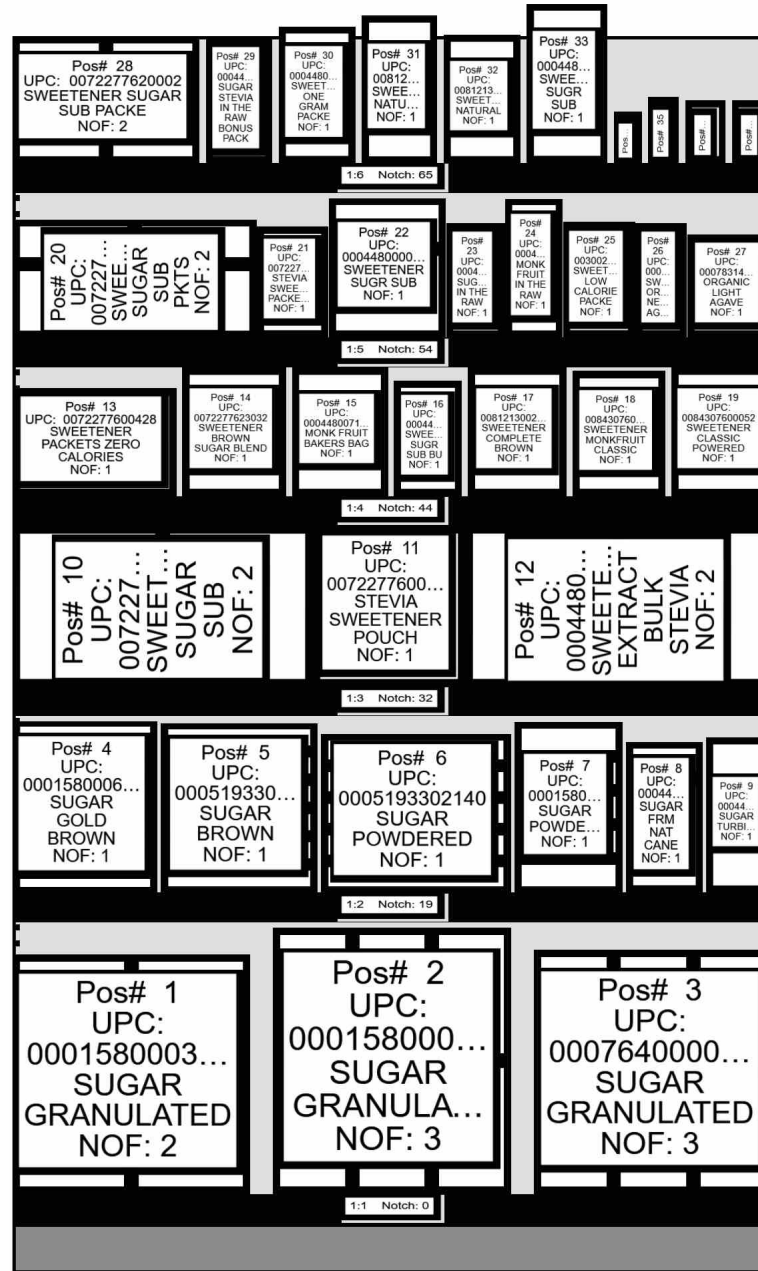 Pos# 28
UPC: 0072277620002
SWEETENER SUGAR
SUB PACKE
NOF: 2
Pos# 29
UPC:
00044...
SUGAR
STEVIA
IN THE
RAW
BONUS
PACK
Pos# 30
UPC:
0004480...
SWEET...
ONE
GRAM
PACKE
NOF: 1
Pos# 31
UPC:
00812...
SWEE...
NATU...
NOF: 1
Pos# 32
UPC:
0081213...
SWEET...
NATURAL
NOF: 1
Pos# 33
UPC:
000448...
SWEE...
SUGR
SUB
NOF: 1
Pos...
Pos# 35
Pos#...
Pos#...
1:6 Notch: 65
Pos# 20
UPC:
007227...
SWEE...
SUGAR
SUB
PKTS
NOF: 2
Pos# 21
UPC:
007227...
STEVIA
SWEE...
PACKE...
NOF: 1
Pos# 22
UPC:
0004480000...
SWEETENER
SUGR SUB
NOF: 1
Pos#
23
UPC:
0004...
SUG...
IN THE
RAW
NOF: 1
Pos#
24
UPC:
0004...
MONK
FRUIT
IN THE
RAW
NOF: 1
Pos# 25
UPC:
003002...
SWEET...
LOW
CALORIE
PACKE
NOF: 1
Pos#
26
UPC:
000...
SW...
OR...
NE...
AG...
Pos# 27
UPC:
00078314...
ORGANIC
LIGHT
AGAVE
NOF: 1
1:5 Notch: 54
Pos# 13
UPC: 0072277600428
SWEETENER
PACKETS ZERO
CALORIES
NOF: 1
Pos# 14
UPC:
0072277623032
SWEETENER
BROWN
SUGAR BLEND
NOF: 1
Pos# 15
UPC:
0004480071...
MONK FRUIT
BAKERS BAG
NOF: 1
Pos# 16
UPC:
00044...
SWEE...
SUGR
SUB BU
NOF: 1
Pos# 17
UPC:
0081213002...
SWEETENER
COMPLETE
BROWN
NOF: 1
Pos# 18
UPC:
008430760...
SWEETENER
MONKFRUIT
CLASSIC
NOF: 1
Pos# 19
UPC:
0084307600052
SWEETENER
CLASSIC
POWERED
NOF: 1
1:4 Notch: 44
Pos# 10
UPC:
007227...
SWEET...
SUGAR
SUB
NOF: 2
Pos# 11
UPC:
0072277600...
STEVIA
SWEETENER
POUCH
NOF: 1
Pos# 12
UPC:
0004480...
SWEETE...
EXTRACT
BULK
STEVIA
NOF: 2
1:3 Notch: 32
Pos# 4
UPC:
0001580006...
SUGAR
GOLD
BROWN
NOF: 1
Pos# 5
UPC:
000519330...
SUGAR
BROWN
NOF: 1
Pos# 6
UPC:
0005193302140
SUGAR
POWDERED
NOF: 1
Pos# 7
UPC:
0001580...
SUGAR
POWDE...
NOF: 1
Pos# 8
UPC:
00044...
SUGAR
FRM
NAT
CANE
NOF: 1
Pos# 9
UPC:
00044...
SUGAR
TURBI...
NOF: 1
1:2 Notch: 19
Pos# 1
UPC:
0001580003...
SUGAR
GRANULATED
NOF: 2
Pos# 2
UPC:
000158000...
SUGAR
GRANULA...
NOF: 3
Pos# 3
UPC:
0007640000...
SUGAR
GRANULATED
NOF: 3
1:1 Notch: 0